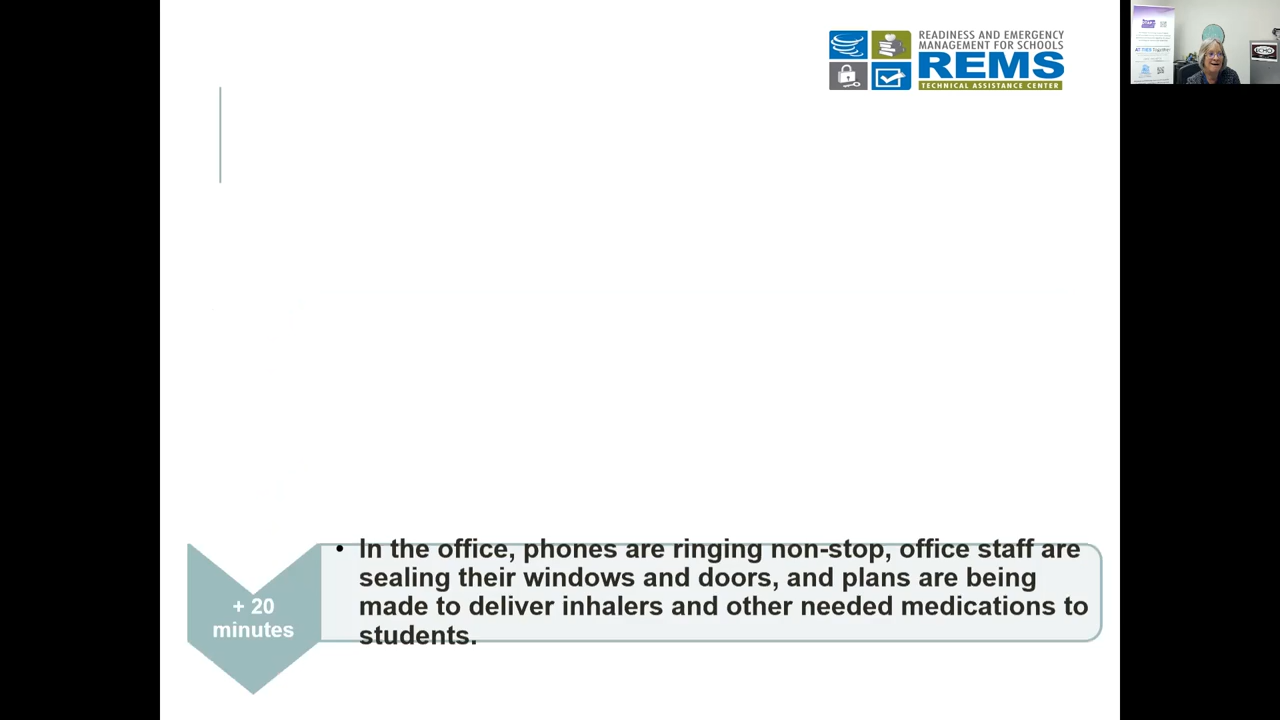 READINESS AND EMERGENCY
MANAGEMENT FOR SCHOOLS
REMS
TECHNICAL ASSISTANCE CENTER
+ 20
minutes
• In the office, phones are ringing non-stop, office staff are
sealing their windows and doors, and plans are being
made to deliver inhalers and other needed medications to
students.
ECHO